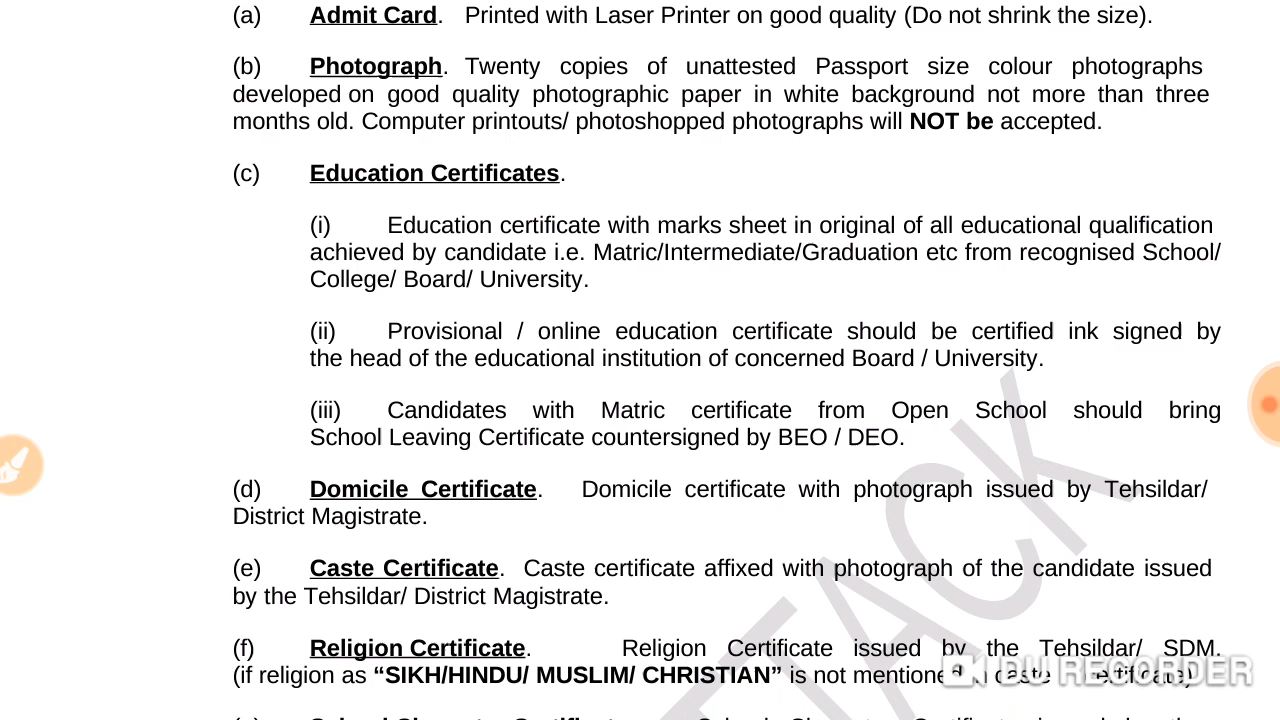 (a) Admit Card. Printed with Laser Printer on good quality (Do not shrink the size).
(b) Photograph. Twenty copies of unattested Passport size colour photographs
developed on good quality photographic paper in white background not more than three
months old. Computer printouts/ photoshopped photographs will NOT be accepted.
(c) Education Certificates.
(i) Education certificate with marks sheet in original of all educational qualification
achieved by candidate i.e. Matric/Intermediate/Graduation etc from recognised School/
College/ Board/ University.
(ii) Provisional / online education certificate should be certified ink signed by
the head of the educational institution of concerned Board / University.
(iii) Candidates with Matric certificate from Open School should bring
School Leaving Certificate countersigned by BEO / DEO.
(d) Domicile Certificate. Domicile certificate with photograph issued by Tehsildar/
District Magistrate.
(e) Caste Certificate. Caste certificate affixed with photograph of the candidate issued
by the Tehsildar/ District Magistrate.
(f) Religion Certificate. Religion Certificate issued by the Tehsildar/ SDM.
(if religion as “SIKH/HINDU/ MUSLIM/ CHRISTIAN” is not mentioned in caste certificate)
DU RECORDER
TACK